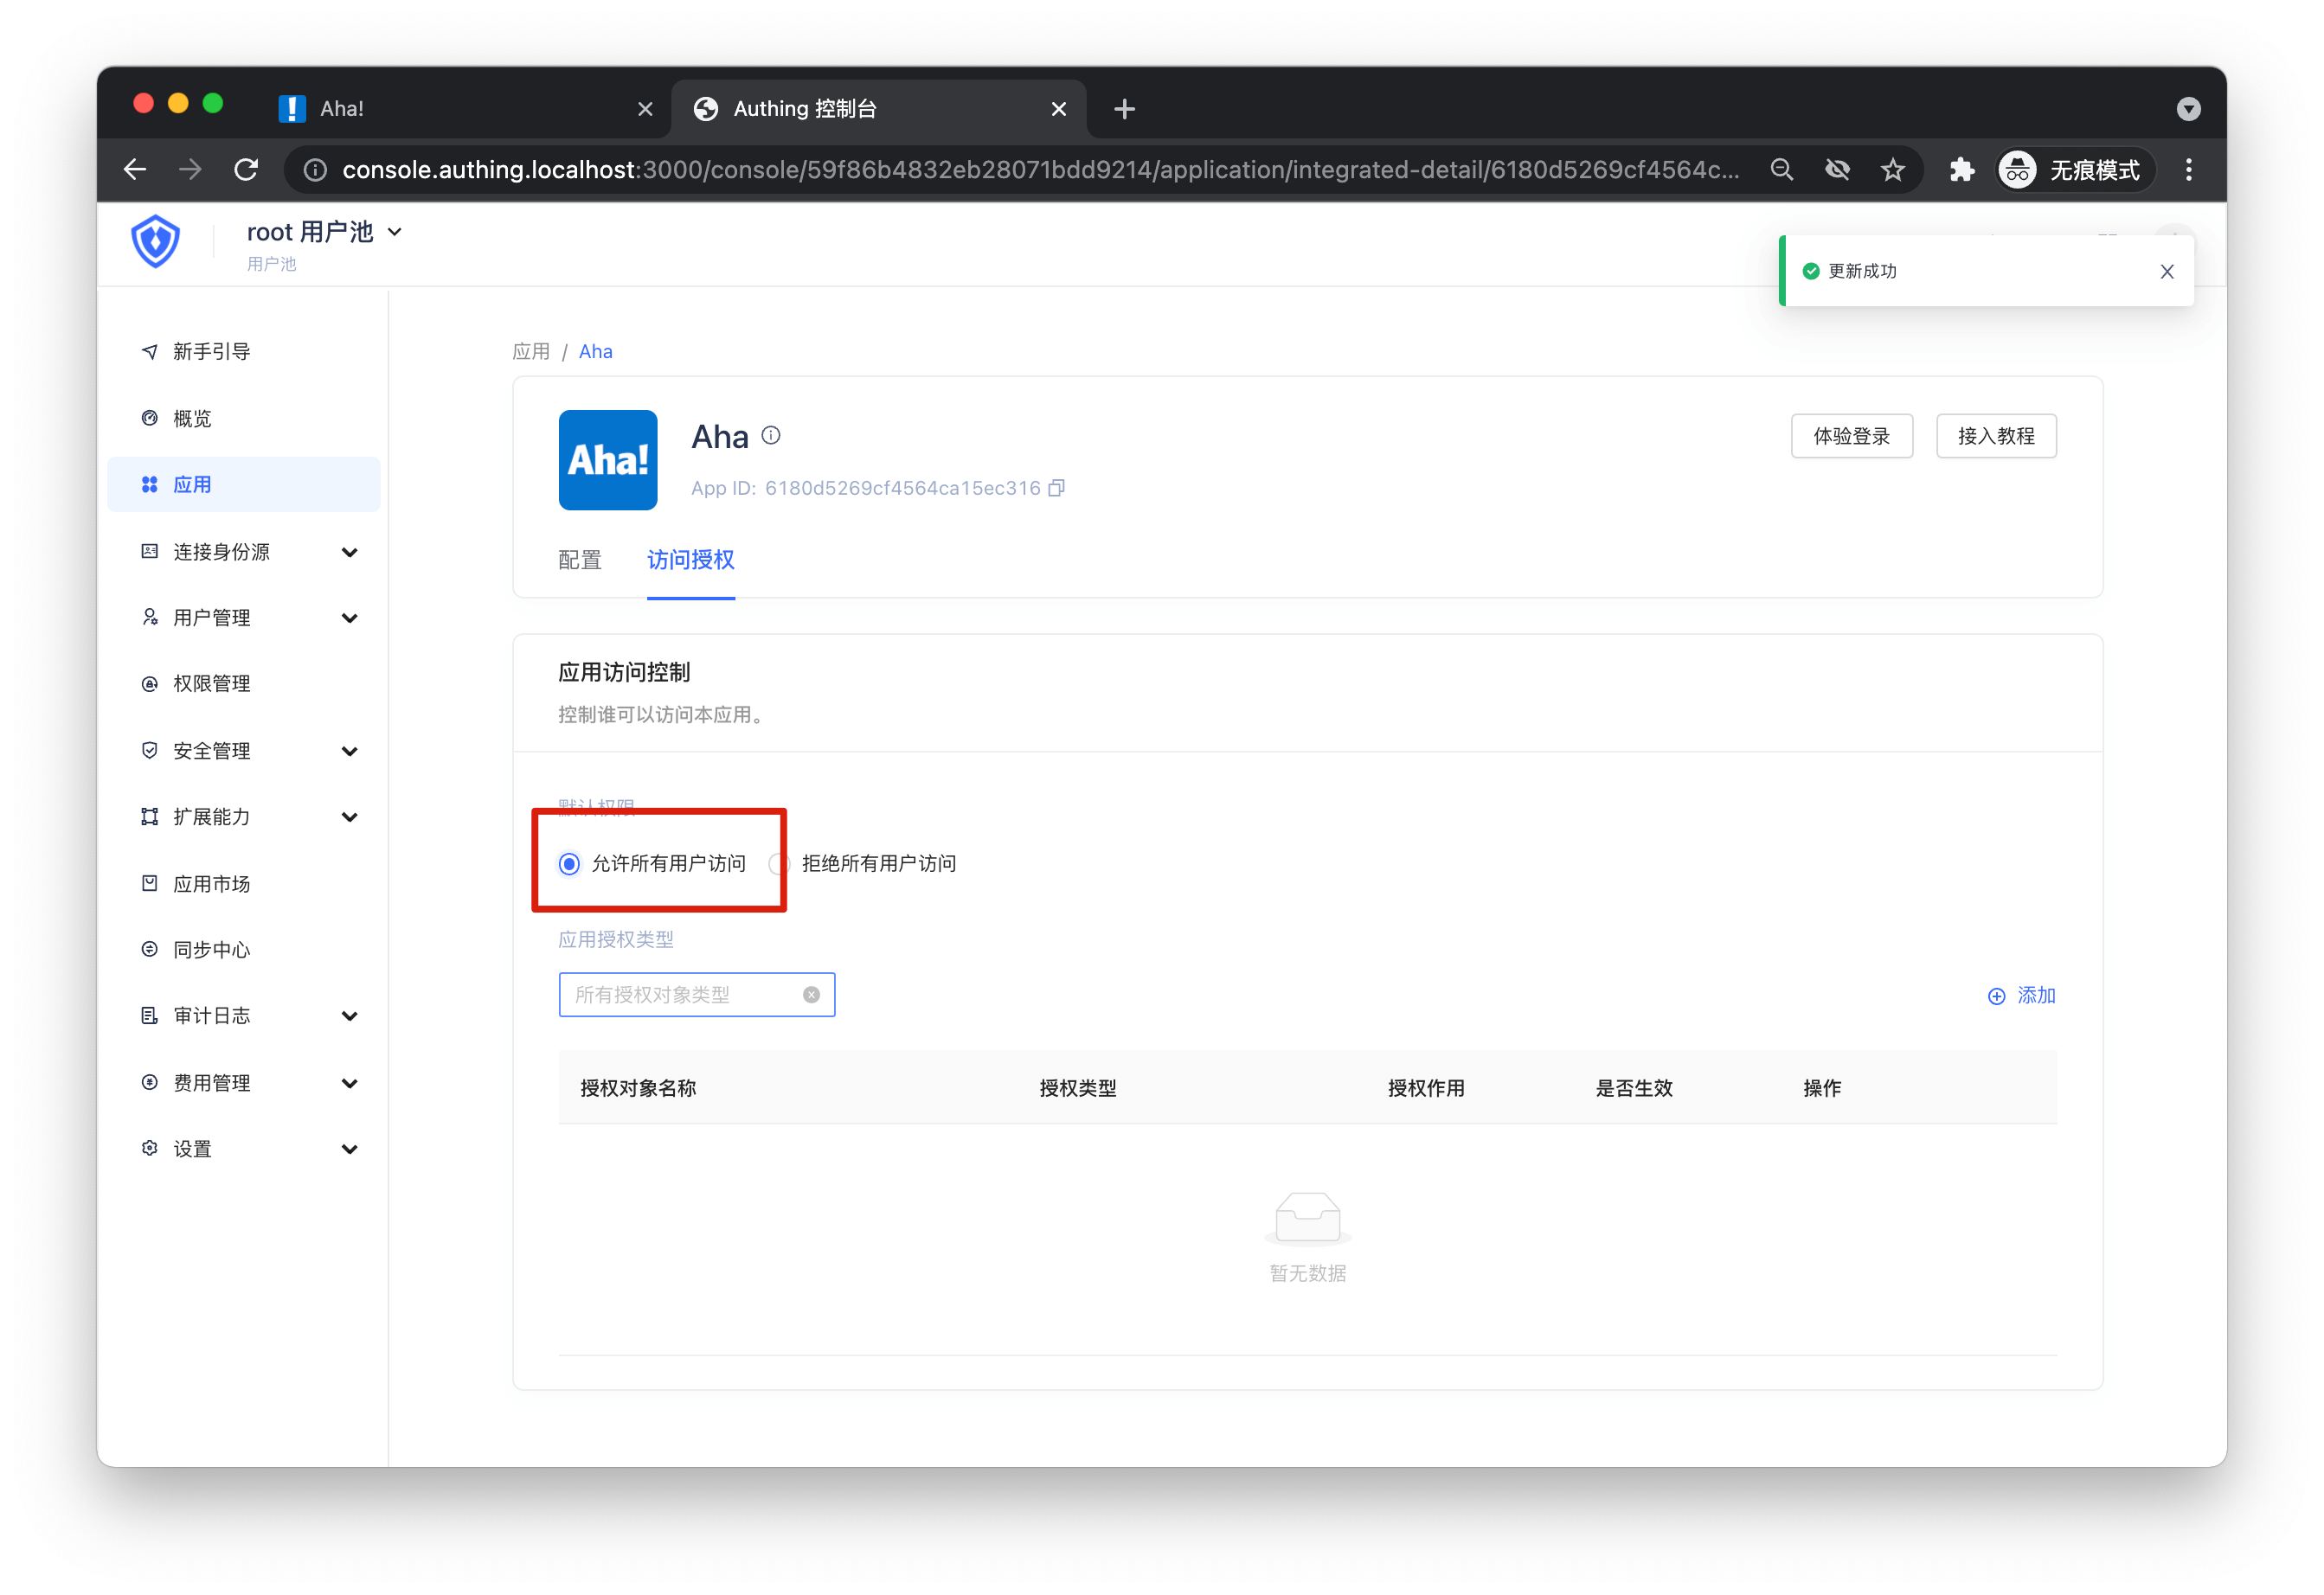 Aha!
Authing 控制台
console.authing.localhost:3000/console/59f86b4832eb28071bdd9214/application/integrated-detail/6180d5269cf4564c...
无痕模式
root 用户池
用户池
更新成功
新手引导
概览
应用
连接身份源
用户管理
权限管理
安全管理
扩展能力
应用市场
同步中心
审计日志
费用管理
设置
应用 / Aha
Aha!
Aha
App ID: 6180d5269cf4564ca15ec316
体验登录
接入教程
配置
访问授权
应用访问控制
控制谁可以访问本应用。
默认权限
允许所有用户访问
拒绝所有用户访问
应用授权类型
所有授权对象类型
添加
授权对象名称 授权类型 授权作用 是否生效 操作
暂无数据